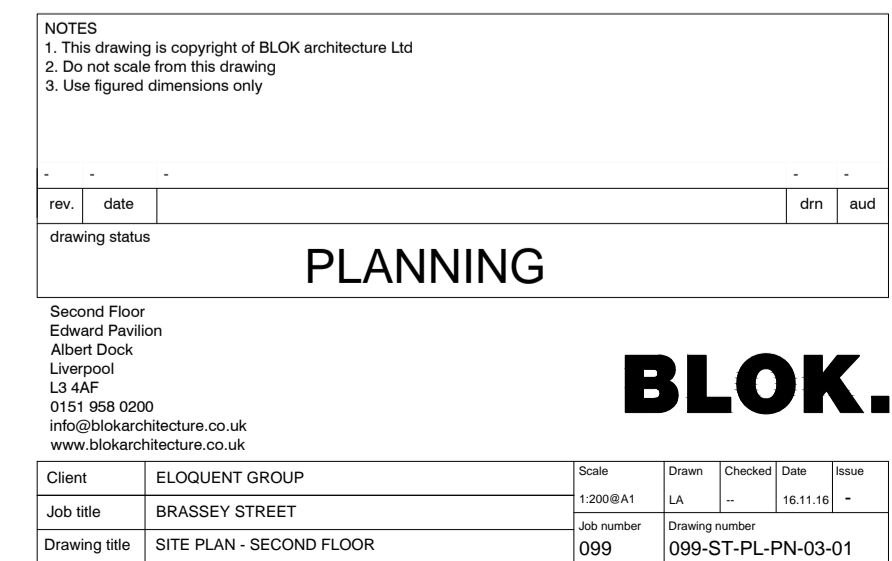 NOTES
1. This drawing is copyright of BLOK architecture Ltd
2. Do not scale from this drawing
3. Use figured dimensions only
- - - - -
rev. date drn aud
drawing status
PLANNING
Second Floor
Edward Pavilion
Albert Dock
Liverpool
L3 4AF
0151 958 0200
info@blokarchitecture.co.uk
www.blokarchitecture.co.uk
BLOK.
Client ELOQUENT GROUP
Job title BRASSEY STREET
Drawing title SITE PLAN - SECOND FLOOR
Scale Drawn Checked Date Issue
1:200@A1 LA -- 16.11.16 -
Job number Drawing number
099 099-ST-PL-PN-03-01